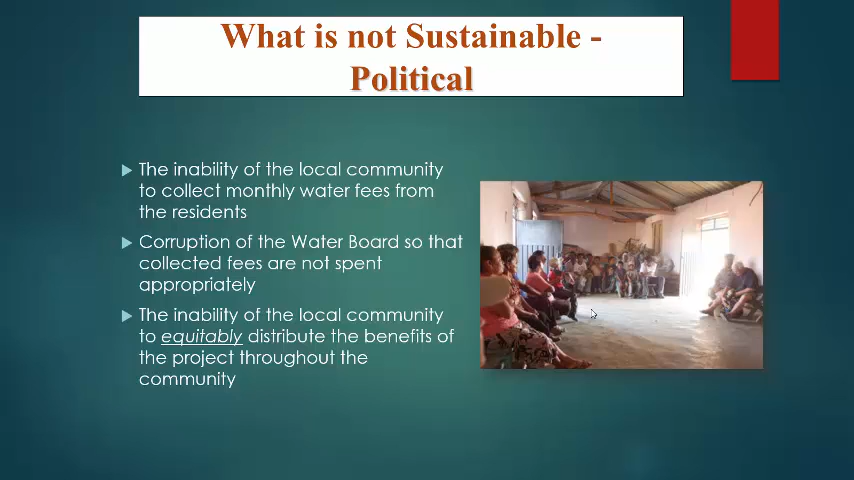 What is not Sustainable -
Political
The inability of the local community
to collect monthly water fees from
the residents
Corruption of the Water Board so that
collected fees are not spent
appropriately
The inability of the local community
to equitably distribute the benefits of
the project throughout the
community